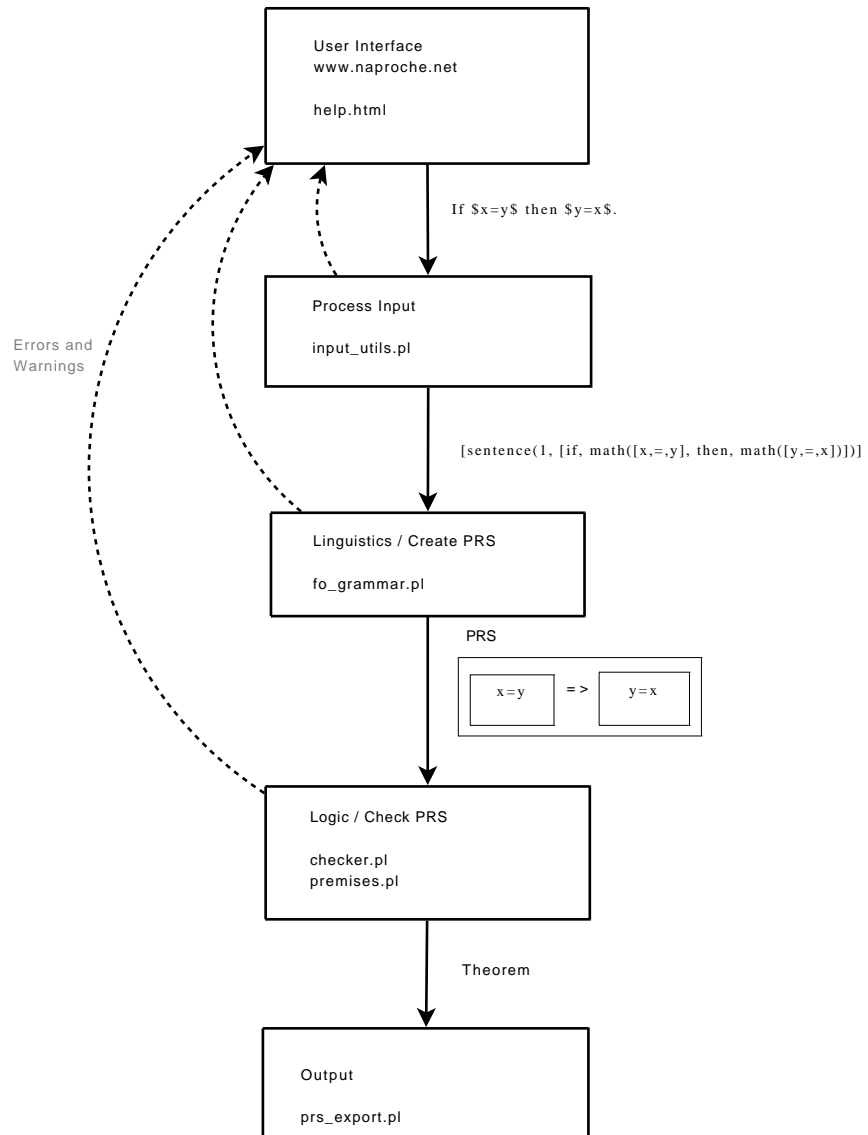 User Interface
www.naproche.net
help.html
If $x=y$ then $y=x$.
Process Input
input_utils.pl
Errors and
Warnings
[sentence(1, [if, math([x,=,y], then, math([y,=,x])])]
Linguistics / Create PRS
fo_grammar.pl
PRS
x=y => y=x
Logic / Check PRS
checker.pl
premises.pl
Theorem
Output
prs_export.pl